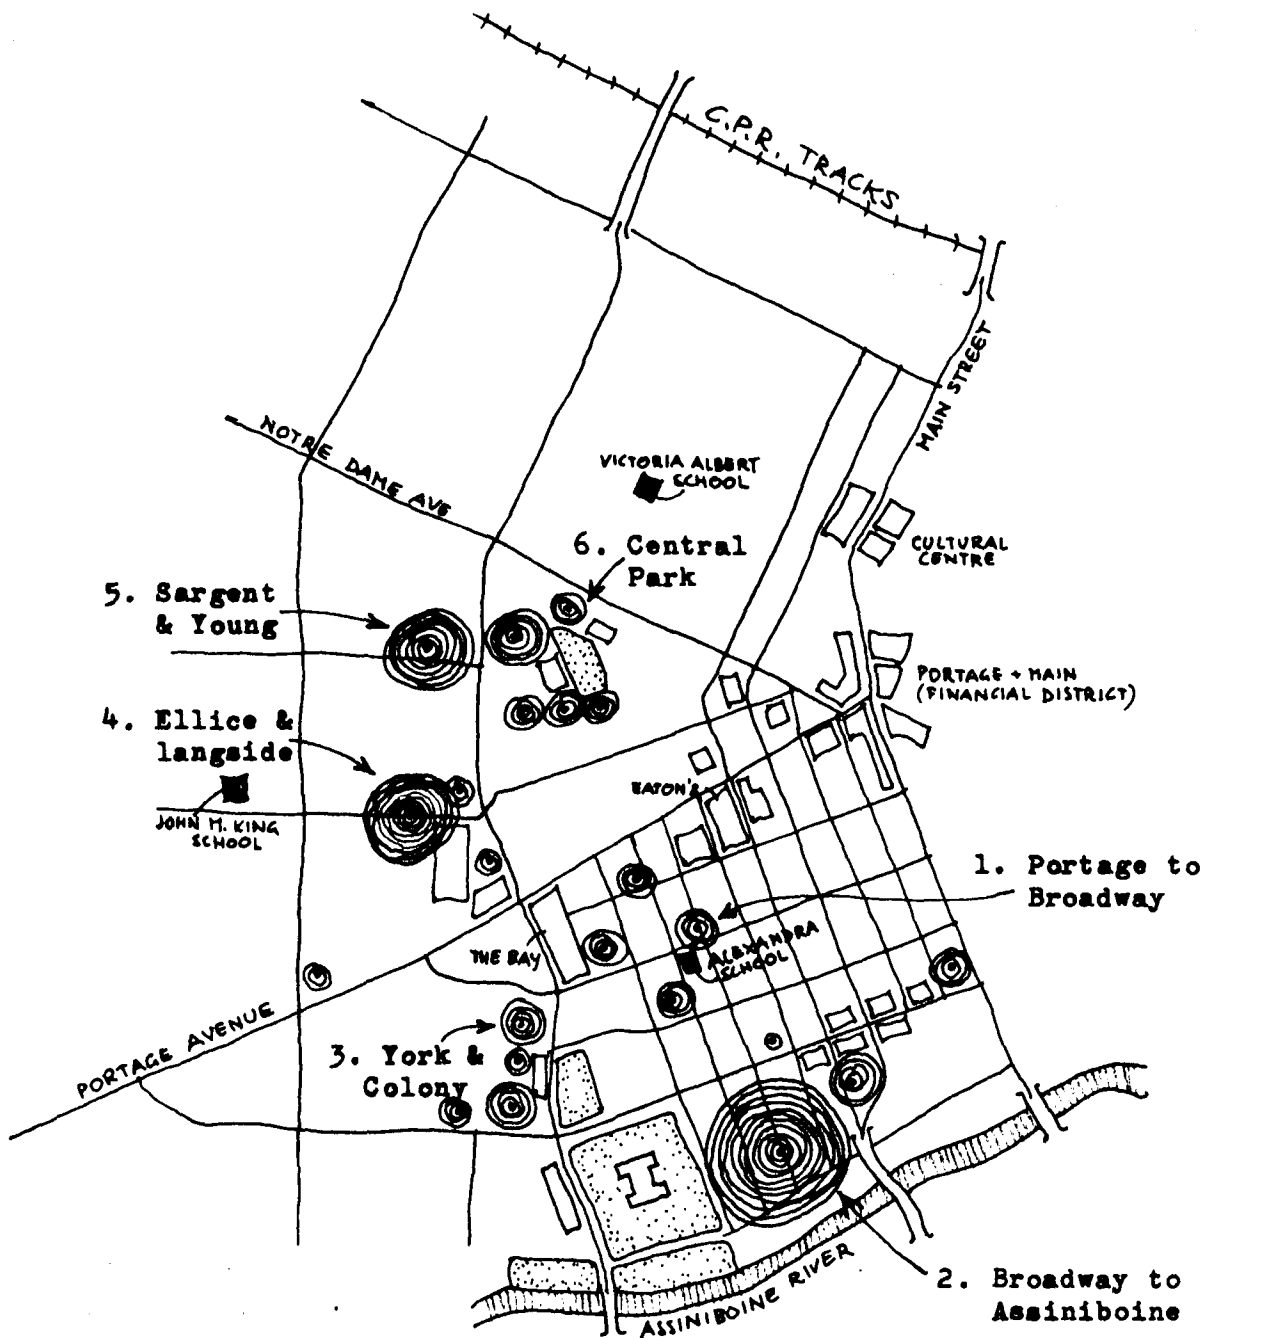 C.P.R. TRACKS
MAIN STREET
NOTRE DAME AVE
VICTORIA ALBERT
SCHOOL
6. Central
Park
CULTURAL
CENTRE
5. Sargent
& Young
PORTAGE + MAIN
(FINANCIAL DISTRICT)
4. Ellice &
langside
EATON'S
JOHN M. KING
SCHOOL
1. Portage to
Broadway
THE BAY
ALEXANDRA
SCHOOL
PORTAGE AVENUE
3. York &
Colony
2. Broadway to
Assiniboine
ASSINIBOINE RIVER